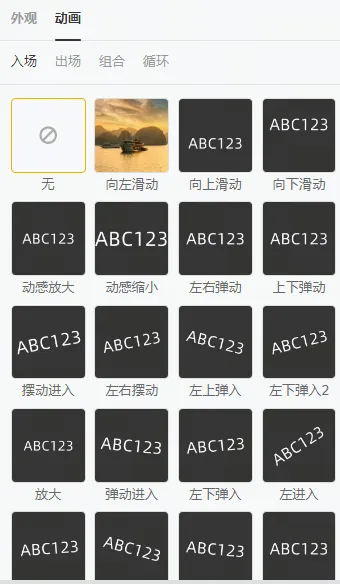 外观 动画
入场 出场 组合 循环
ABC123 ABC123 ABC123
无 向左滑动 向上滑动 向下滑动
ABC123 ABC123 ABC123 ABC123
动感放大 动感缩小 左右弹动 上下弹动
ABC123 ABC123 ABC123 ABC123
摆动进入 左右摆动 左上弹入 左下弹入2
ABC123 ABC123 ABC123 ABC123
放大 弹动进入 左下弹入 左进入
ABC123 ABC123 ABC123 ABC123